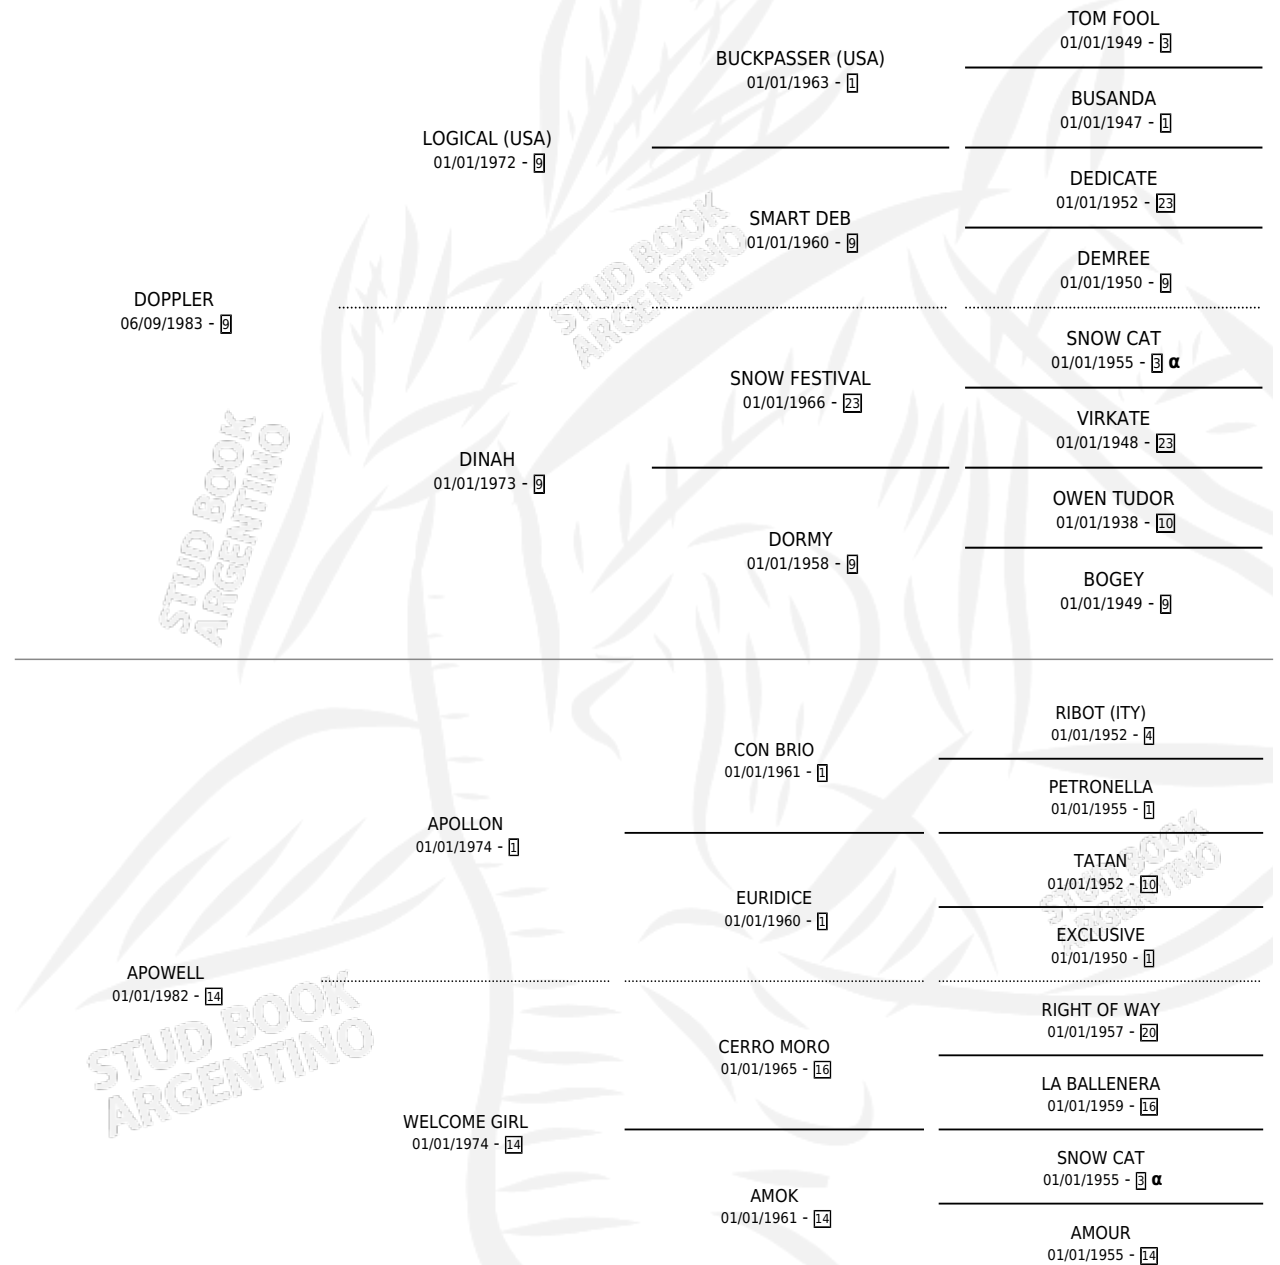 TOM FOOL
01/01/1949 - 3
BUCKPASSER (USA)
01/01/1963 - 1
BUSANDA
01/01/1947 - 1
LOGICAL (USA)
01/01/1972 - 9
DEDICATE
01/01/1952 - 23
SMART DEB
01/01/1960 - 9
DEMREE
01/01/1950 - 9
DOPPLER
06/09/1983 - 9
SNOW CAT
01/01/1955 - 3 α
SNOW FESTIVAL
01/01/1966 - 23
VIRKATE
01/01/1948 - 23
DINAH
01/01/1973 - 9
OWEN TUDOR
01/01/1938 - 10
DORMY
01/01/1958 - 9
BOGEY
01/01/1949 - 9
RIBOT (ITY)
01/01/1952 - 4
CON BRIO
01/01/1961 - 1
PETRONELLA
01/01/1955 - 1
APOLLON
01/01/1974 - 1
TATAN
01/01/1952 - 10
EURIDICE
01/01/1960 - 1
EXCLUSIVE
01/01/1950 - 1
APOWELL
01/01/1982 - 14
RIGHT OF WAY
01/01/1957 - 20
CERRO MORO
01/01/1965 - 16
LA BALLENERA
01/01/1959 - 16
WELCOME GIRL
01/01/1974 - 14
SNOW CAT
01/01/1955 - 3 α
AMOK
01/01/1961 - 14
AMOUR
01/01/1955 - 14
STUD BOOK
ARGENTINO
STUD BOOK
ARGENTINO
STUD BOOK
ARGENTINO
STUD BOOK
ARGENTINO